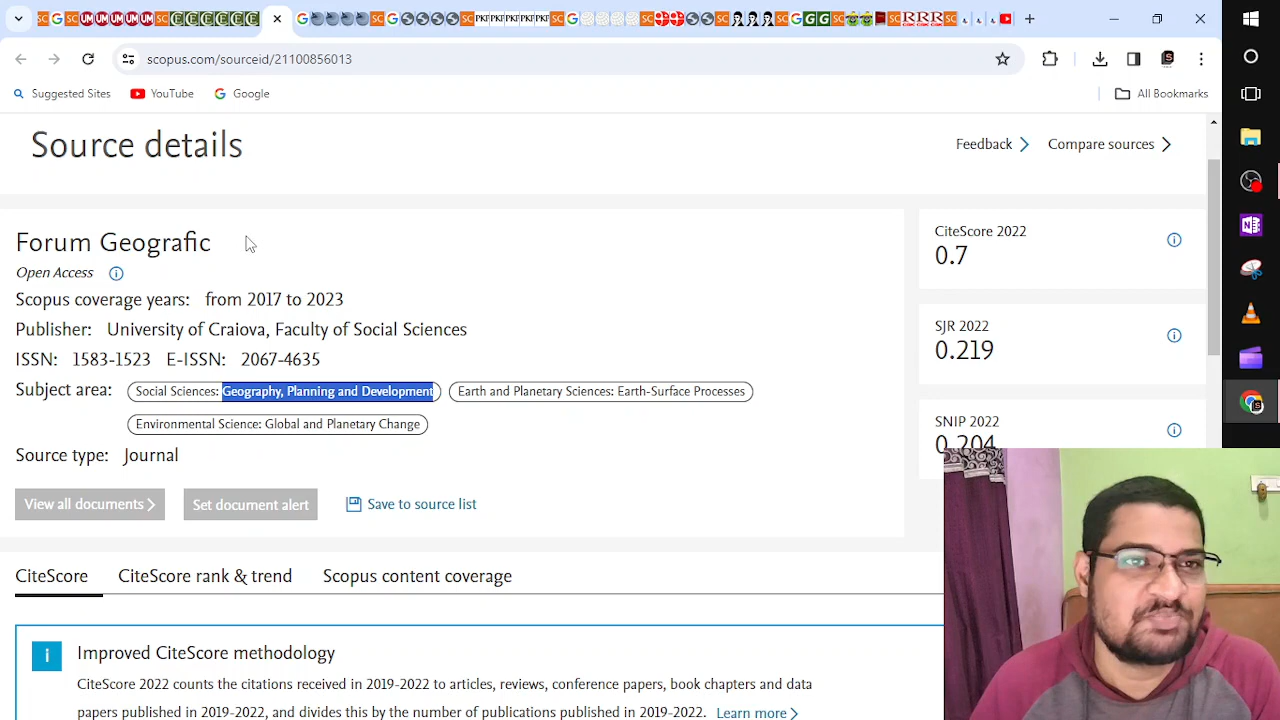 scopus.com/sourceid/21100856013
Suggested Sites YouTube Google All Bookmarks
Source details
Feedback Compare sources
Forum Geografic
Open Access
Scopus coverage years: from 2017 to 2023
Publisher: University of Craiova, Faculty of Social Sciences
ISSN: 1583-1523 E-ISSN: 2067-4635
Subject area: Social Sciences: Geography, Planning and Development Earth and Planetary Sciences: Earth-Surface Processes
Environmental Science: Global and Planetary Change
Source type: Journal
View all documents Set document alert Save to source list
CiteScore 2022
0.7
SJR 2022
0.219
SNIP 2022
0.204
CiteScore CiteScore rank & trend Scopus content coverage
Improved CiteScore methodology
CiteScore 2022 counts the citations received in 2019-2022 to articles, reviews, conference papers, book chapters and data
papers published in 2019-2022, and divides this by the number of publications published in 2019-2022. Learn more